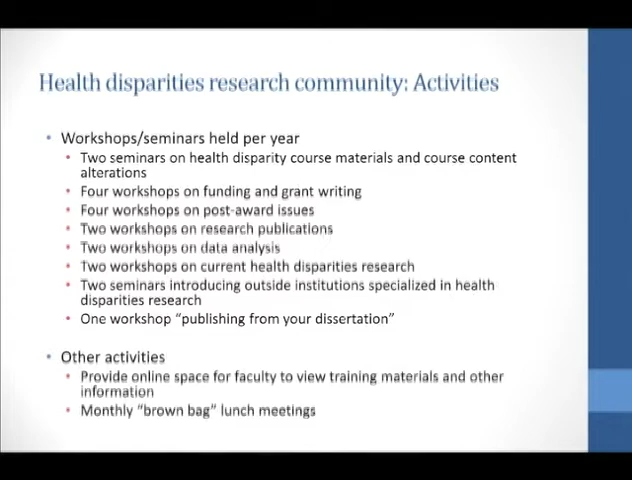 Health disparities research community: Activities
• Workshops/seminars held per year
• Two seminars on health disparity course materials and course content
alterations
• Four workshops on funding and grant writing
• Four workshops on post-award issues
• Two workshops on research publications
• Two workshops on data analysis
• Two workshops on current health disparities research
• Two seminars introducing outside institutions specialized in health
disparities research
• One workshop “publishing from your dissertation”
• Other activities
• Provide online space for faculty to view training materials and other
information
• Monthly “brown bag” lunch meetings